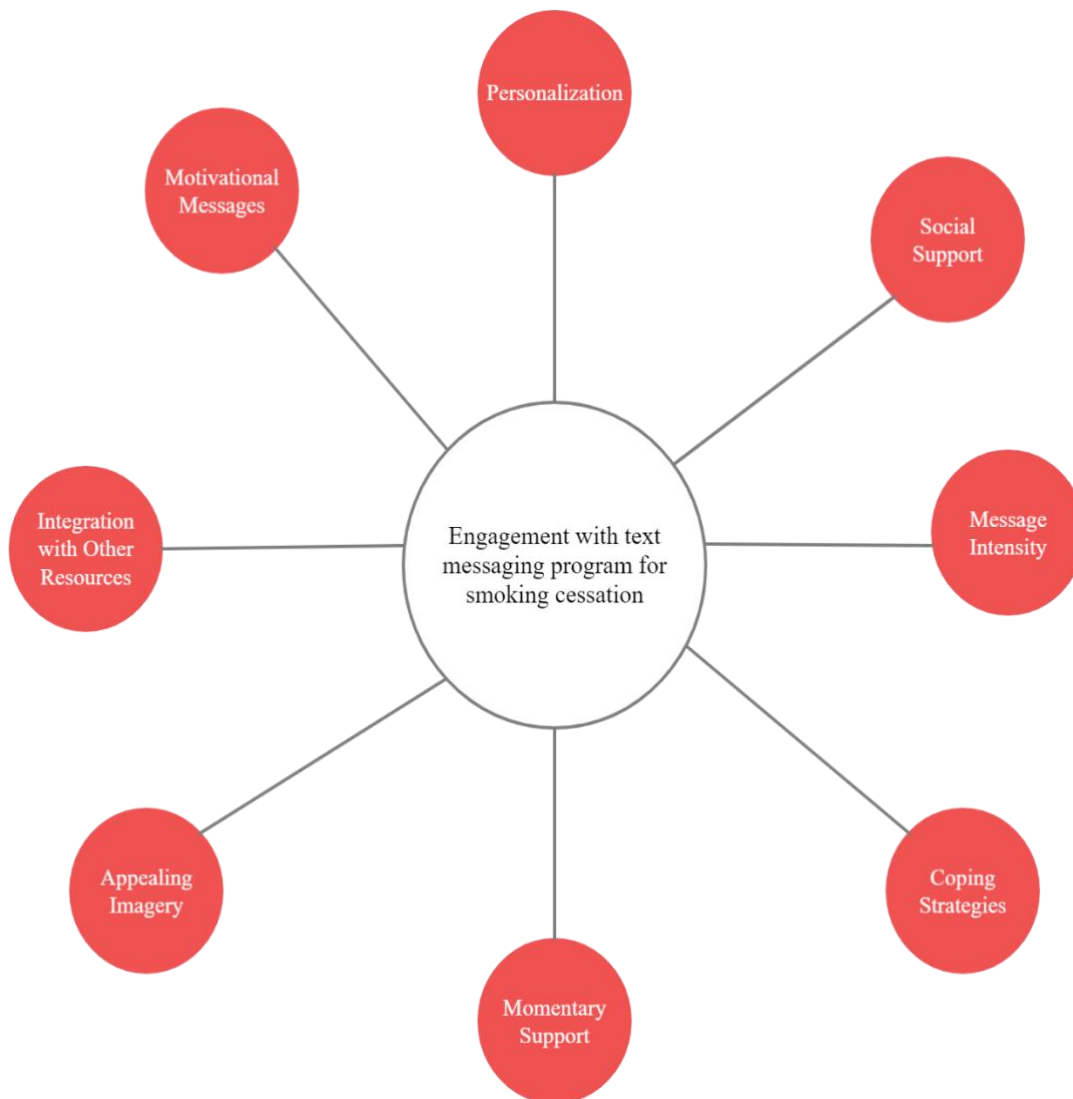 Personalization
Motivational
Messages
Social
Support
Integration
with Other
Resources
Engagement with text
messaging program for
smoking cessation
Message
Intensity
Appealing
Imagery
Coping
Strategies
Momentary
Support